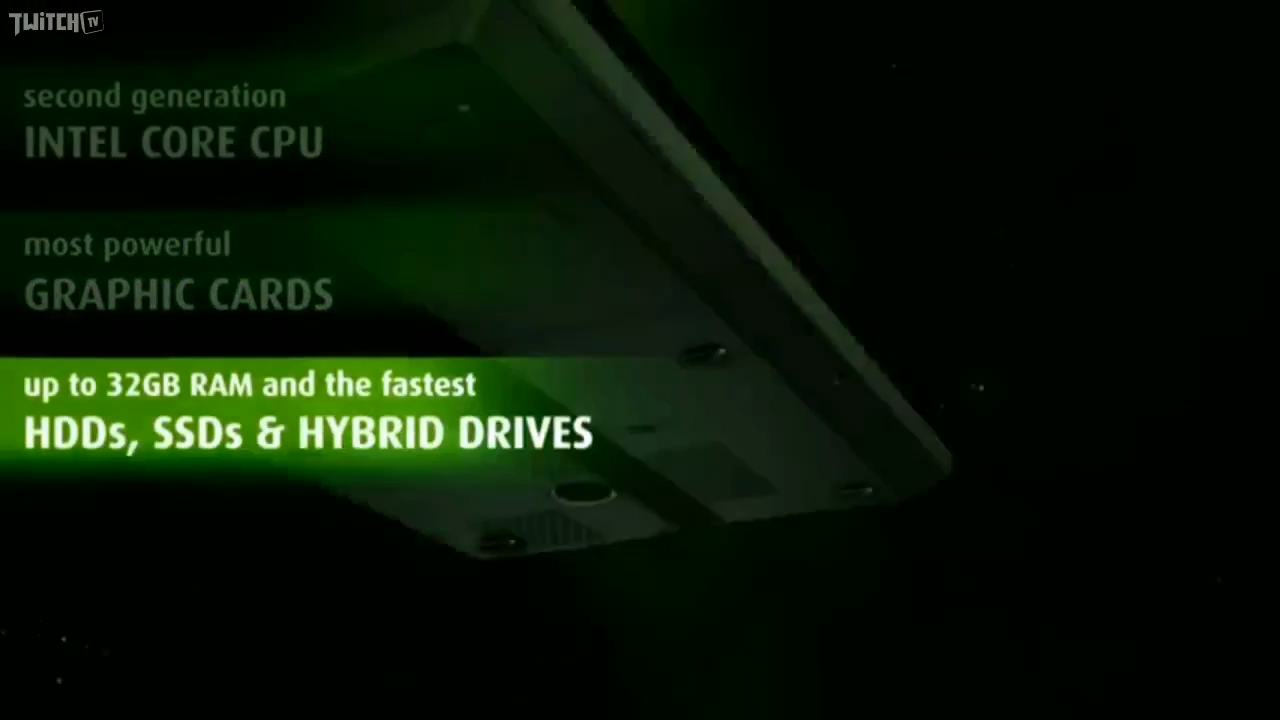 TWITCH TV
second generation
INTEL CORE CPU
most powerful
GRAPHIC CARDS
up to 32GB RAM and the fastest
HDDs, SSDs & HYBRID DRIVES